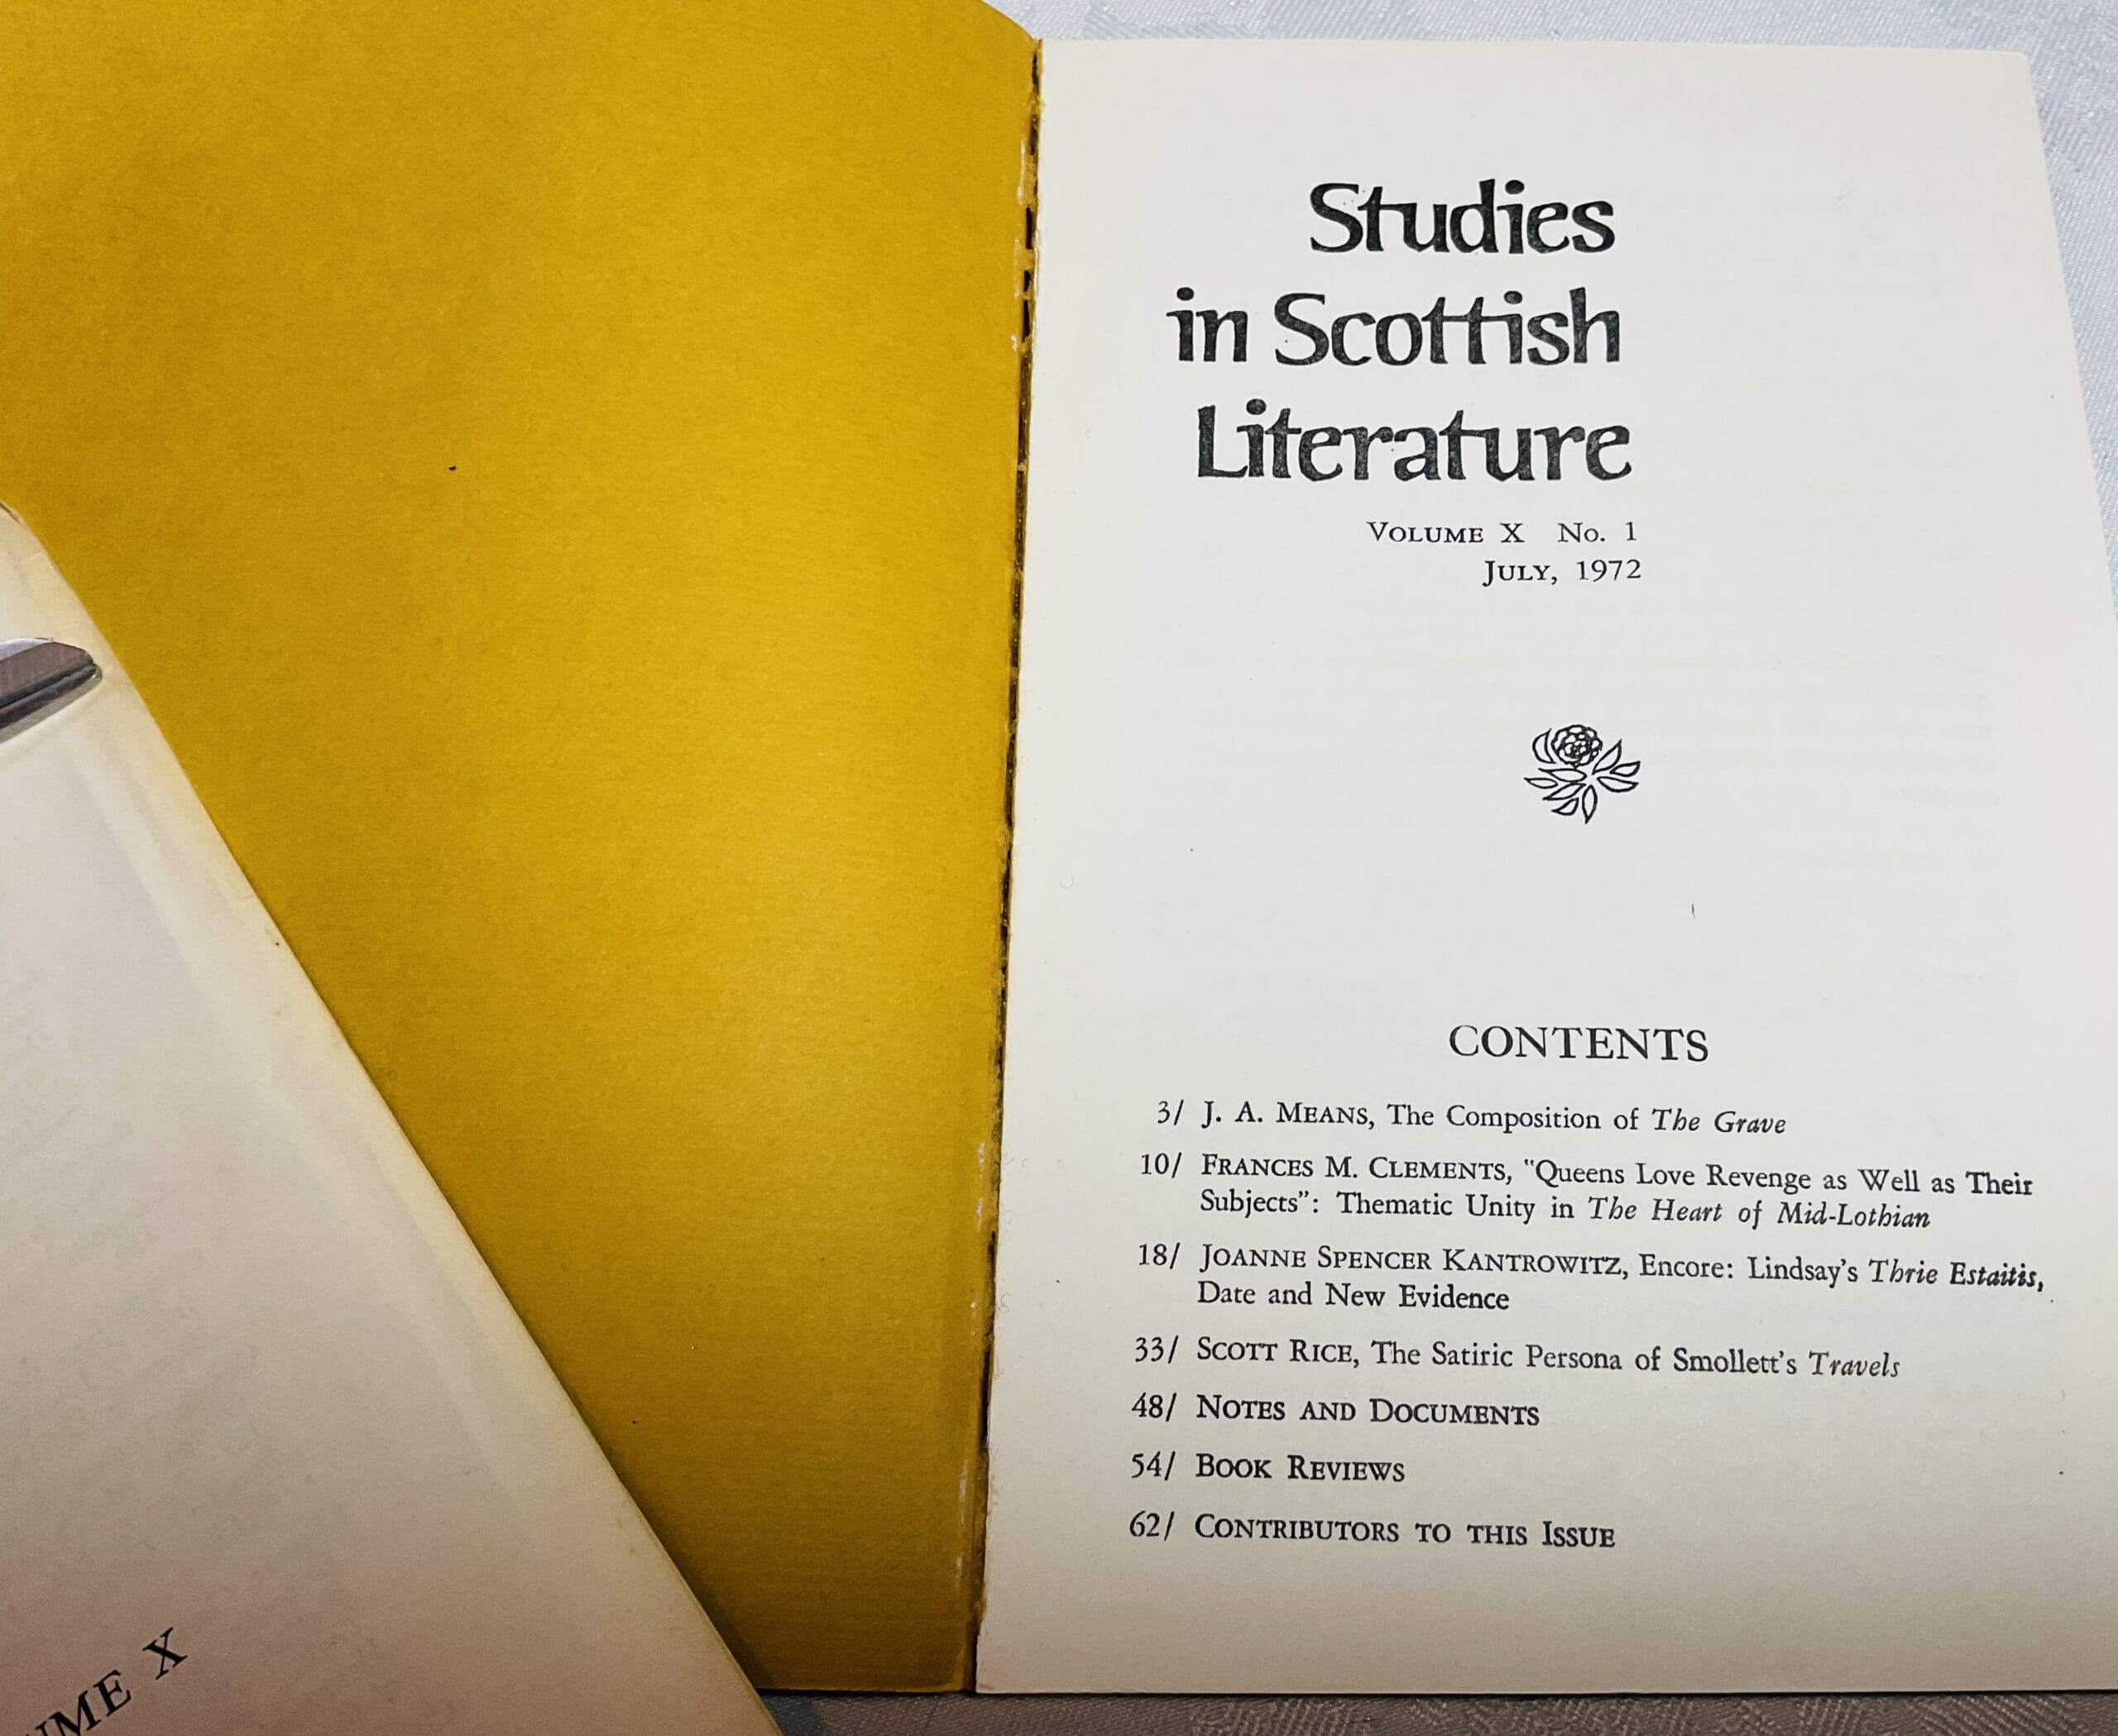 Studies
in Scottish
Literature
VOLUME X No. 1
JULY, 1972
CONTENTS
3/ J. A. MEANS, The Composition of The Grave
10/ FRANCES M. CLEMENTS, "Queens Love Revenge as Well as Their
Subjects”: Thematic Unity in The Heart of Mid-Lothian
18/ JOANNE SPENCER KANTROWITZ, Encore: Lindsay's Thrie Estaitis,
Date and New Evidence
33/ SCOTT RICE, The Satiric Persona of Smollett's Travels
48/ NOTES AND DOCUMENTS
54/ BOOK REVIEWS
62/ CONTRIBUTORS TO THIS ISSUE
UME X